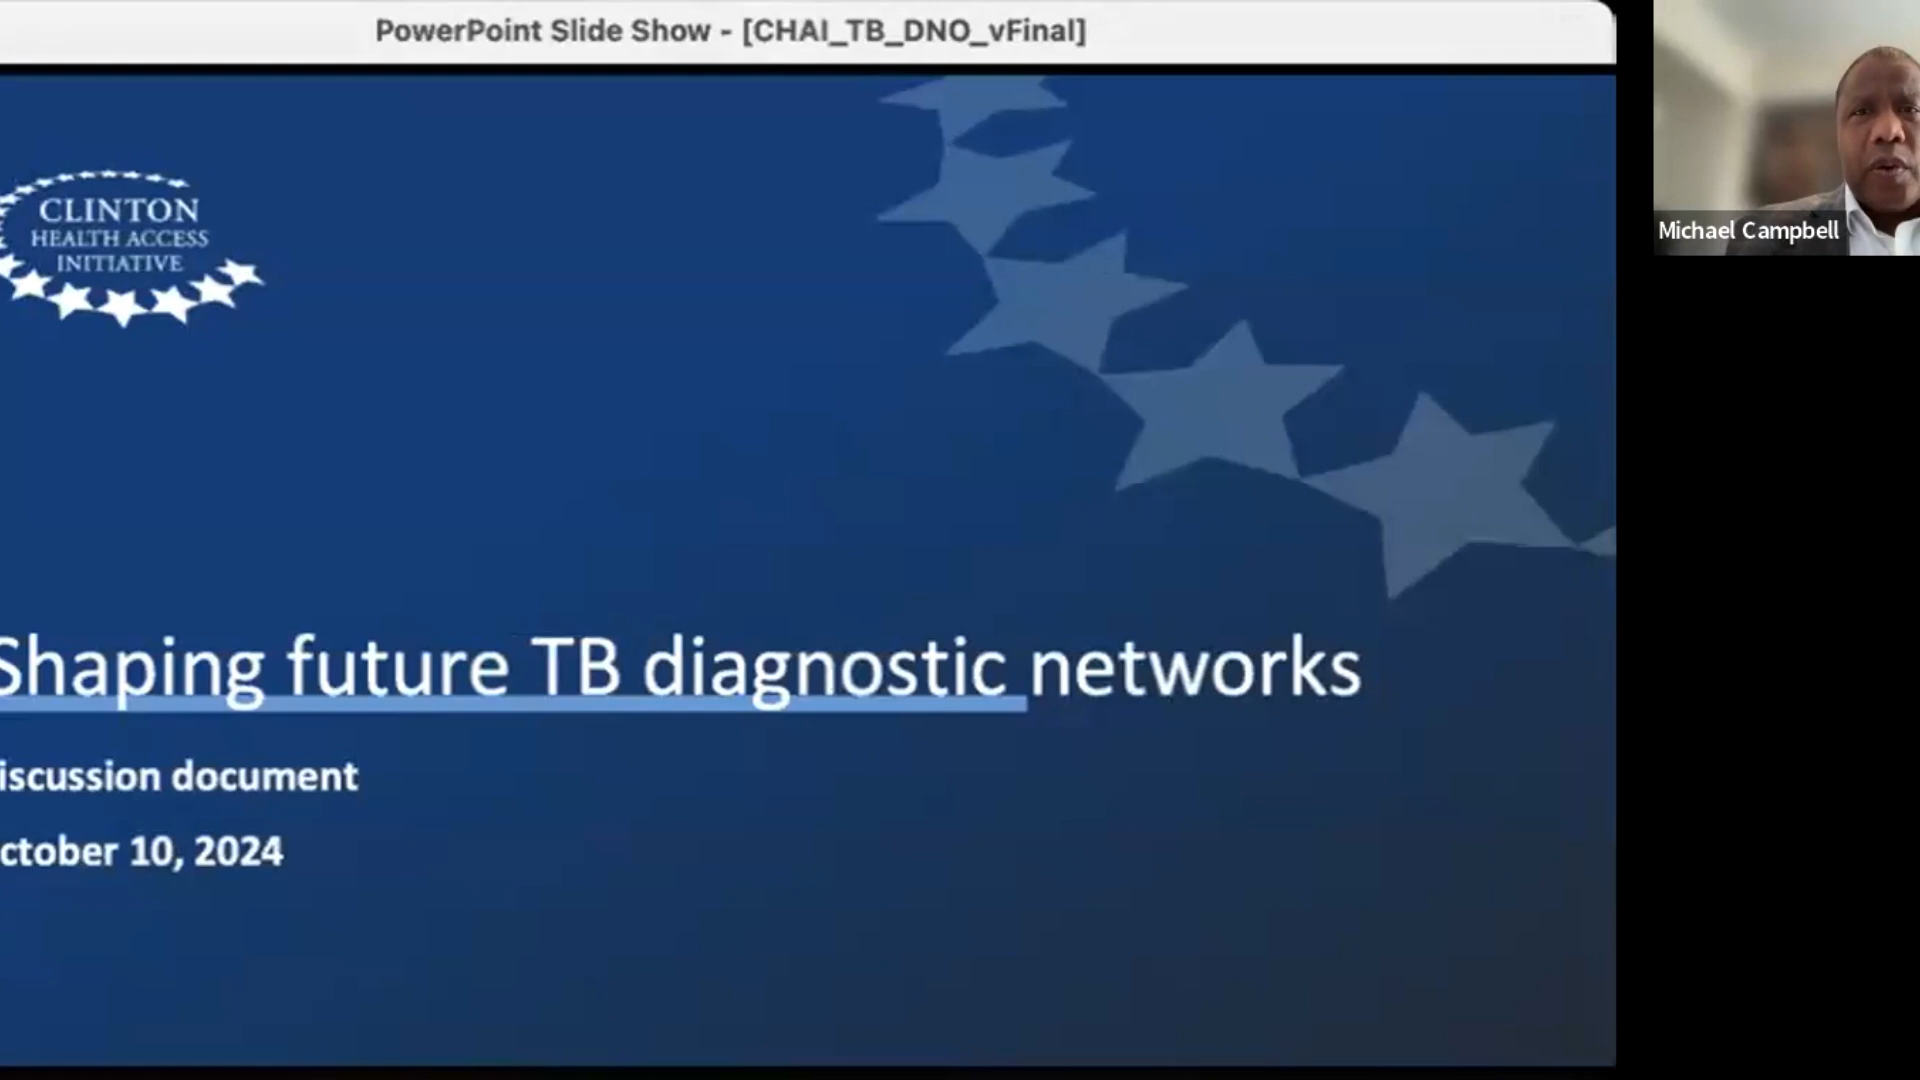 PowerPoint Slide Show - [CHAI_TB_DNO_vFinal]
CLINTON
HEALTH ACCESS
INITIATIVE
Michael Campbell
Shaping future TB diagnostic networks
iscussion document
ctober 10, 2024